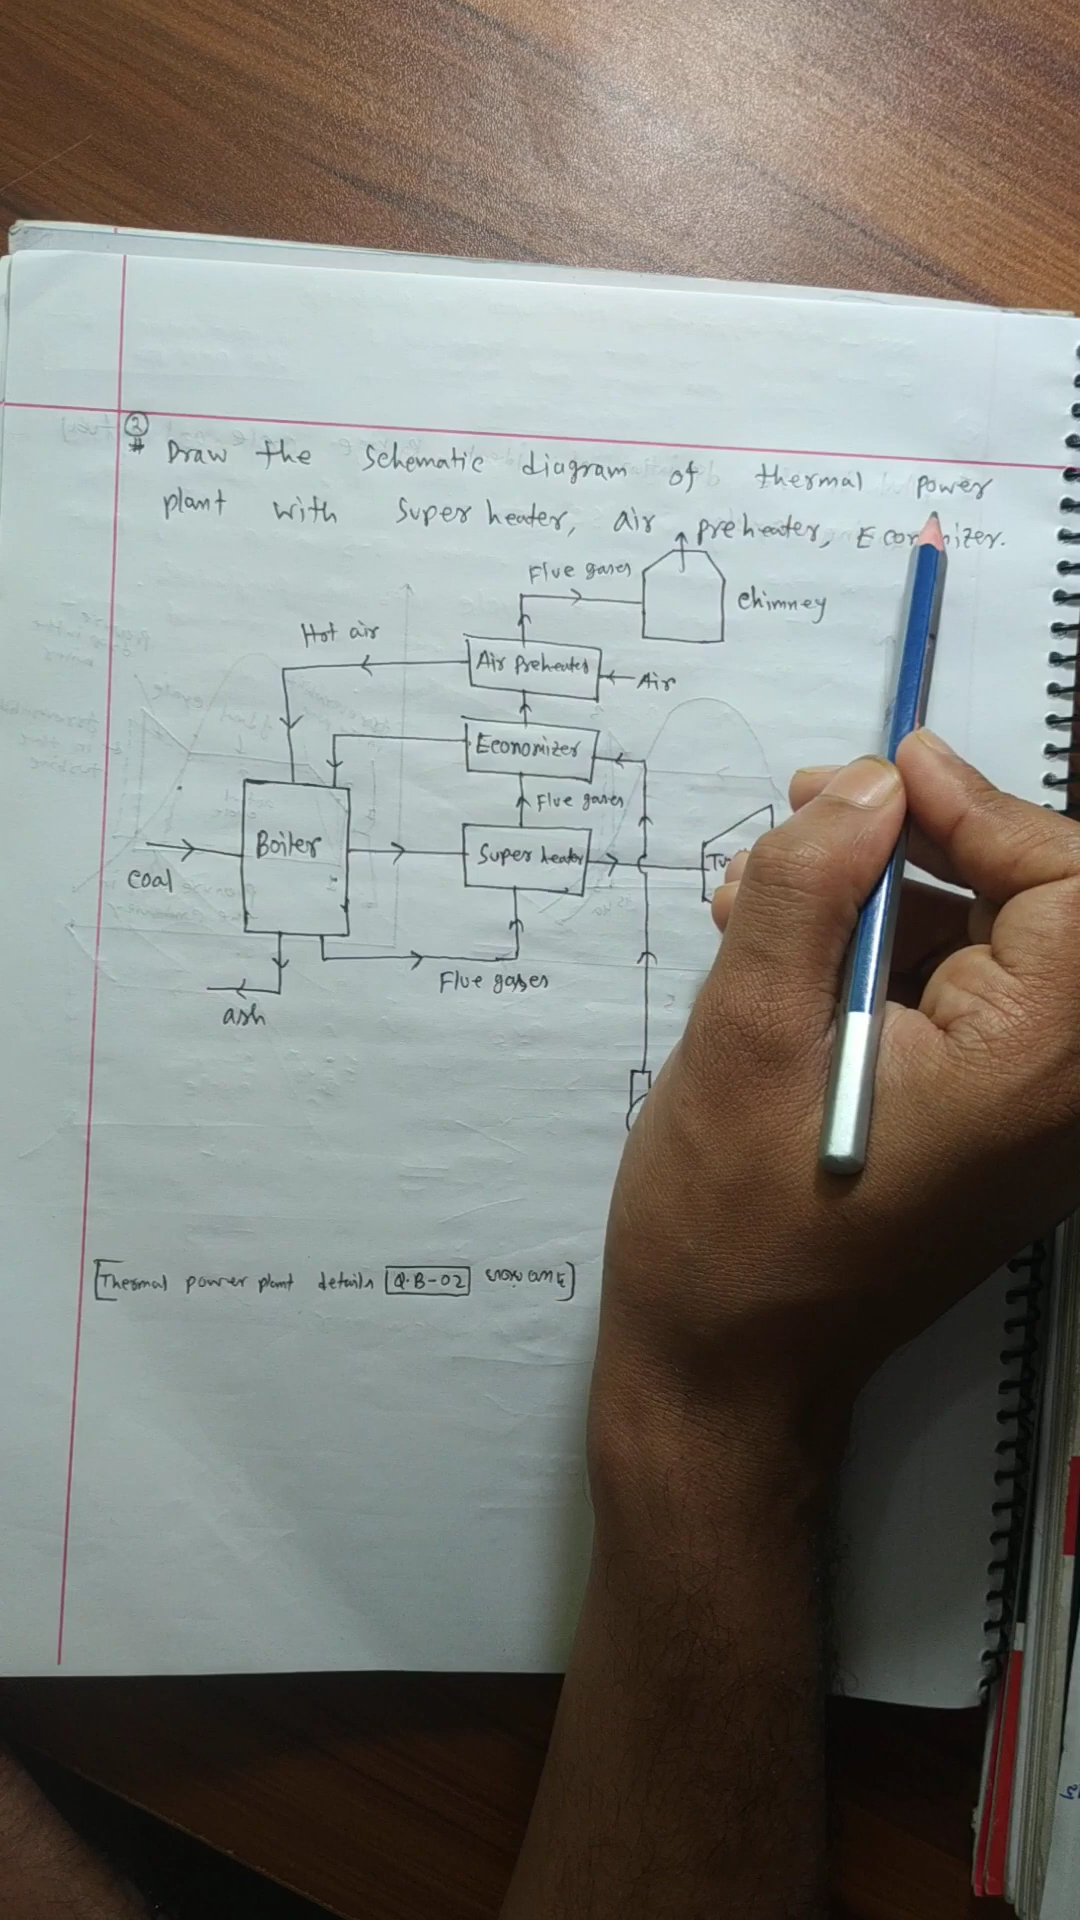 ②
# Draw the Schematic diagram of thermal power
plant with Super heater, air preheater,
Flue gases
Chimney
Hot air
Air Preheater
Air
Economizer
Flue gases
Boiler
Super heater
coal
Flue gases
ash
[Thermal power plant details Q.B-02